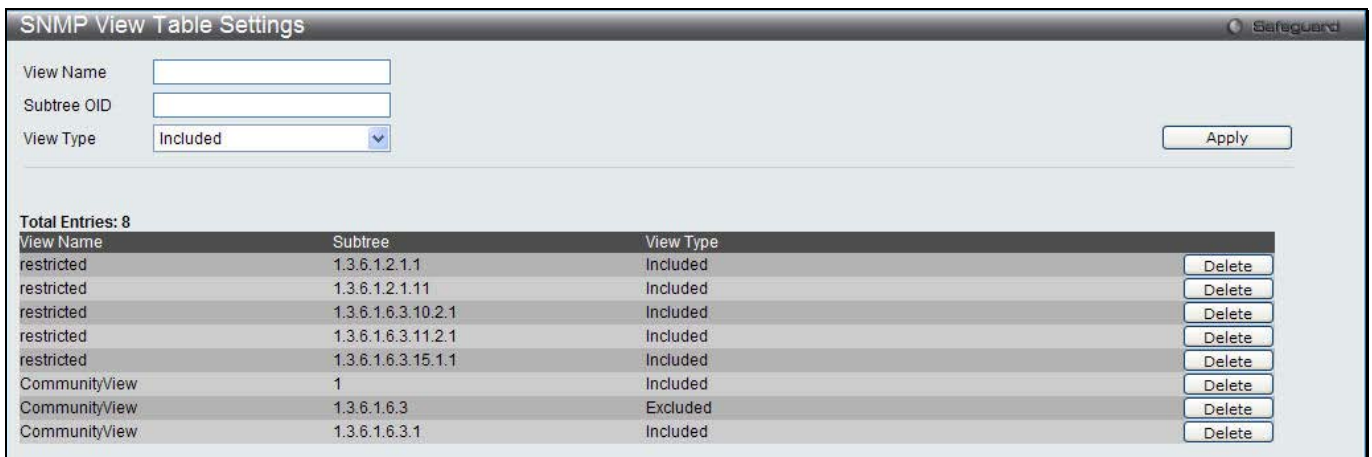 SNMP View Table Settings
Safeguard
View Name
Subtree OID
View Type Included
Apply
Total Entries: 8
View Name Subtree View Type
restricted 1.3.6.1.2.1.1 Included Delete
restricted 1.3.6.1.2.1.11 Included Delete
restricted 1.3.6.1.6.3.10.2.1 Included Delete
restricted 1.3.6.1.6.3.11.2.1 Included Delete
restricted 1.3.6.1.6.3.15.1.1 Included Delete
CommunityView 1 Included Delete
CommunityView 1.3.6.1.6.3 Excluded Delete
CommunityView 1.3.6.1.6.3.1 Included Delete